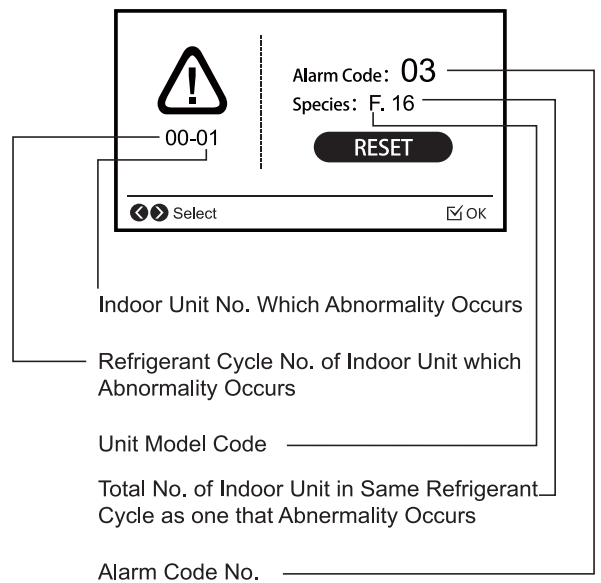 Alarm Code: 03
Species: F. 16
00-01
RESET
Select
OK
Indoor Unit No. Which Abnormality Occurs
Refrigerant Cycle No. of Indoor Unit which
Abnormality Occurs
Unit Model Code
Total No. of Indoor Unit in Same Refrigerant
Cycle as one that Abnermality Occurs
Alarm Code No.